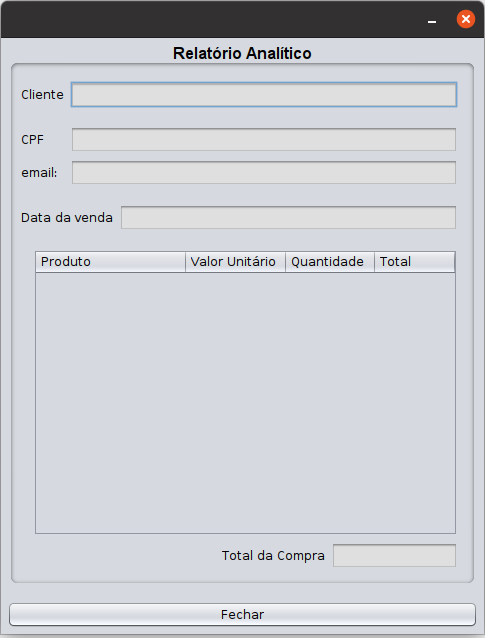 Relatório Analítico
Cliente
CPF
email:
Data da venda
Produto Valor Unitário Quantidade Total
Total da Compra
Fechar